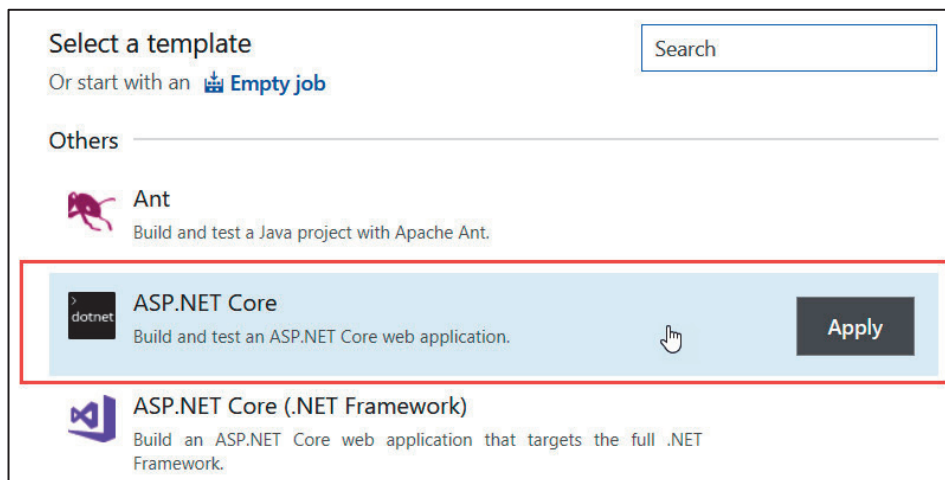 Select a template
Search
Or start with an Empty job
Others
Ant
Build and test a Java project with Apache Ant.
>
dotnet
ASP.NET Core
Build and test an ASP.NET Core web application.
Apply
ASP.NET Core (.NET Framework)
Build an ASP.NET Core web application that targets the full .NET
Framework.